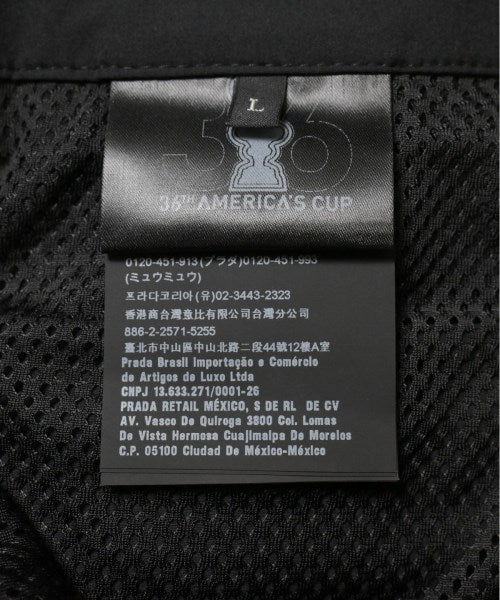 L
36
36TH AMERICA'S CUP
0120-451-913(プラダ)0120-451-993
(ミュウミュウ)
프라다코리아(유)02-3443-2323
香港商台灣壹比有限公司台灣分公司
886-2-2571-5255
臺北市中山區中山北路二段44號12樓A室
Prada Brasil Importação e Comércio
de Artigos de Luxo Ltda
CNPJ 13.633.271/0001-26
PRADA RETAIL MÉXICO, S DE RL DE CV
AV. Vasco De Quiroga 3800 Col. Lomas
De Vista Hermosa Cuajimalpa De Morelos
C.P. 05100 Ciudad De México-México